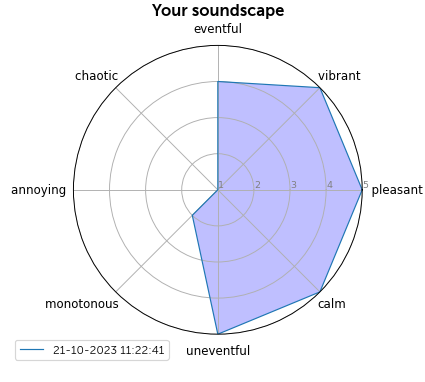 Your soundscape
eventful
chaotic
vibrant
annoying
1 2 3 4 5
pleasant
monotonous
calm
uneventful
21-10-2023 11:22:41